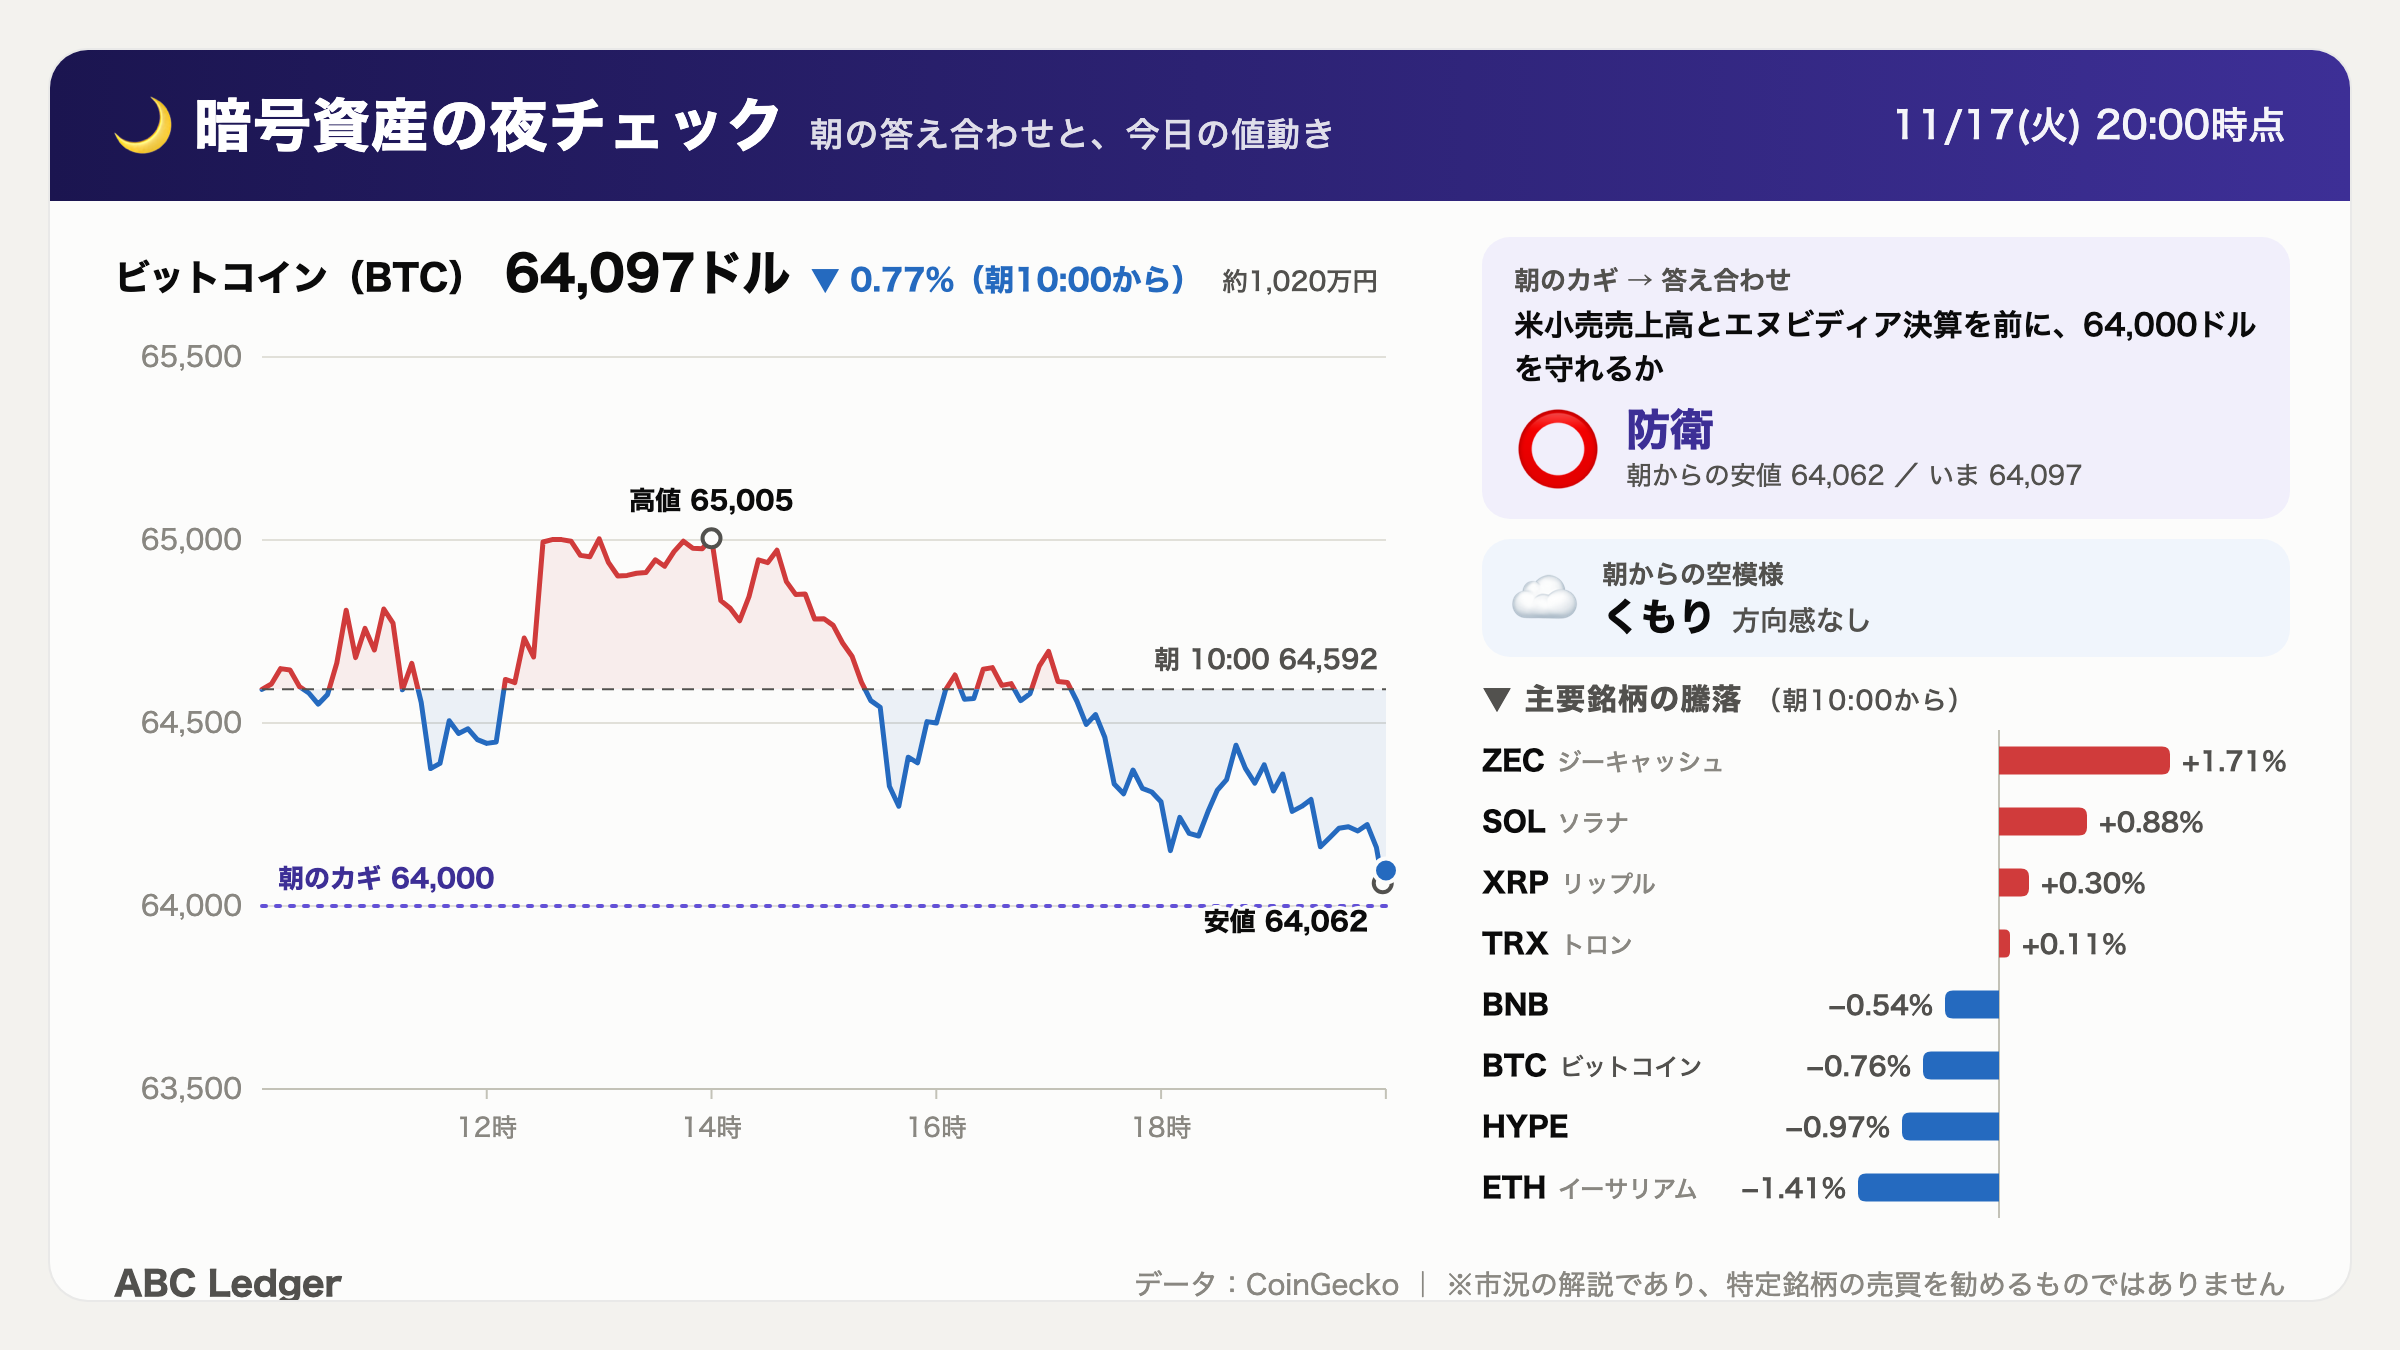 🌙 暗号資産の夜チェック 朝の答え合わせと、今日の値動き
11/17(火) 20:00時点
ビットコイン（BTC） 64,097ドル ▼ 0.77%（朝10:00から） 約1,020万円
65,500
65,000
64,500
64,000
63,500
高値 65,005
朝 10:00 64,592
朝のカギ 64,000
安値 64,062
12時 14時 16時 18時
朝のカギ → 答え合わせ
米小売売上高とエヌビディア決算を前に、64,000ドル
を守れるか
⭕ 防衛
朝からの安値 64,062 ／ いま 64,097
朝からの空模様
くもり 方向感なし
▼ 主要銘柄の騰落 （朝10:00から）
ZEC ジーキャッシュ +1.71%
SOL ソラナ +0.88%
XRP リップル +0.30%
TRX トロン +0.11%
BNB −0.54%
BTC ビットコイン −0.76%
HYPE −0.97%
ETH イーサリアム −1.41%
ABC Ledger
データ：CoinGecko ｜ ※市況の解説であり、特定銘柄の売買を勧めるものではありません